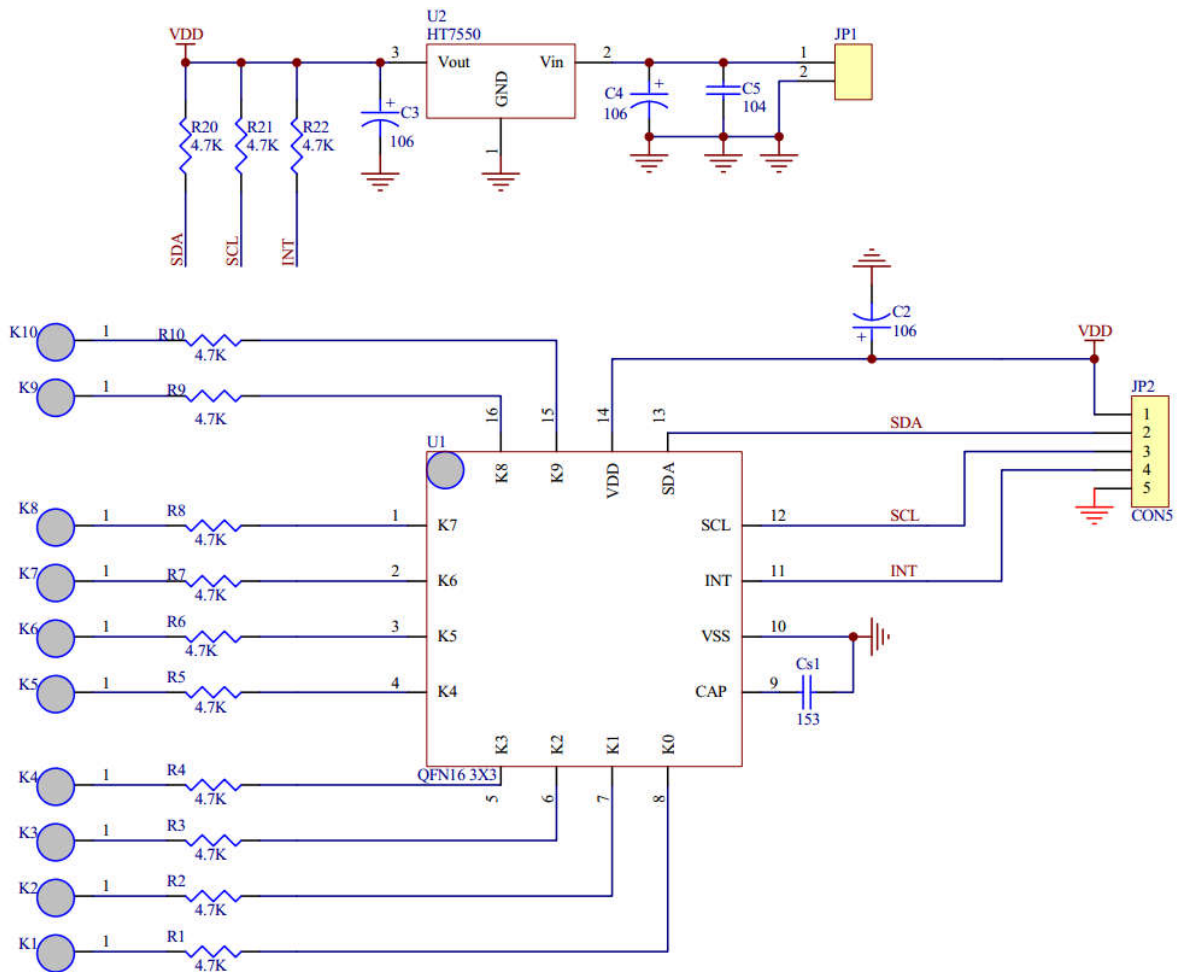 U2
HT7550
VDD
3
Vout
Vin
GND
1
2
JP1
1
2
R20
4.7K
R21
4.7K
R22
4.7K
C3
106
C4
106
C5
104
SDA
SCL
INT
C2
106
VDD
K10
1
R10
4.7K
K9
1
R9
4.7K
16
15
14
13
SDA
JP2
1
2
3
4
5
CON5
U1
K8
K9
VDD
SDA
K8
1
R8
4.7K
1
K7
SCL
12
SCL
K7
1
R7
4.7K
2
K6
INT
11
INT
K6
1
R6
4.7K
3
K5
VSS
10
K5
1
R5
4.7K
4
K4
CAP
9
Cs1
153
K3
K2
K1
K0
QFN16 3X3
5
6
7
8
K4
1
R4
4.7K
K3
1
R3
4.7K
K2
1
R2
4.7K
K1
1
R1
4.7K